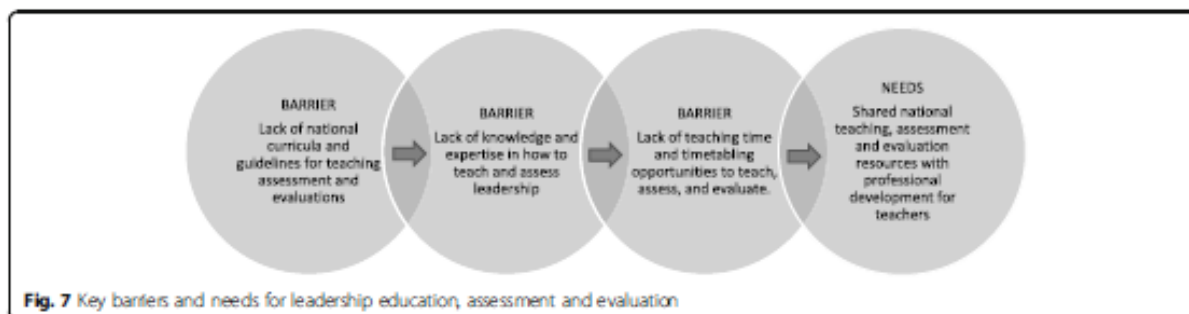 BARRIER
Lack of national
curricula and
guidelines for teaching
assessment and
evaluations
BARRIER
Lack of knowledge and
expertise in how to
teach and assess
leadership
BARRIER
Lack of teaching time
and timetabling
opportunities to teach,
assess, and evaluate.
NEEDS
Shared national
teaching, assessment
and evaluation
resources with
professional
development for
teachers
Fig. 7 Key barriers and needs for leadership education, assessment and evaluation